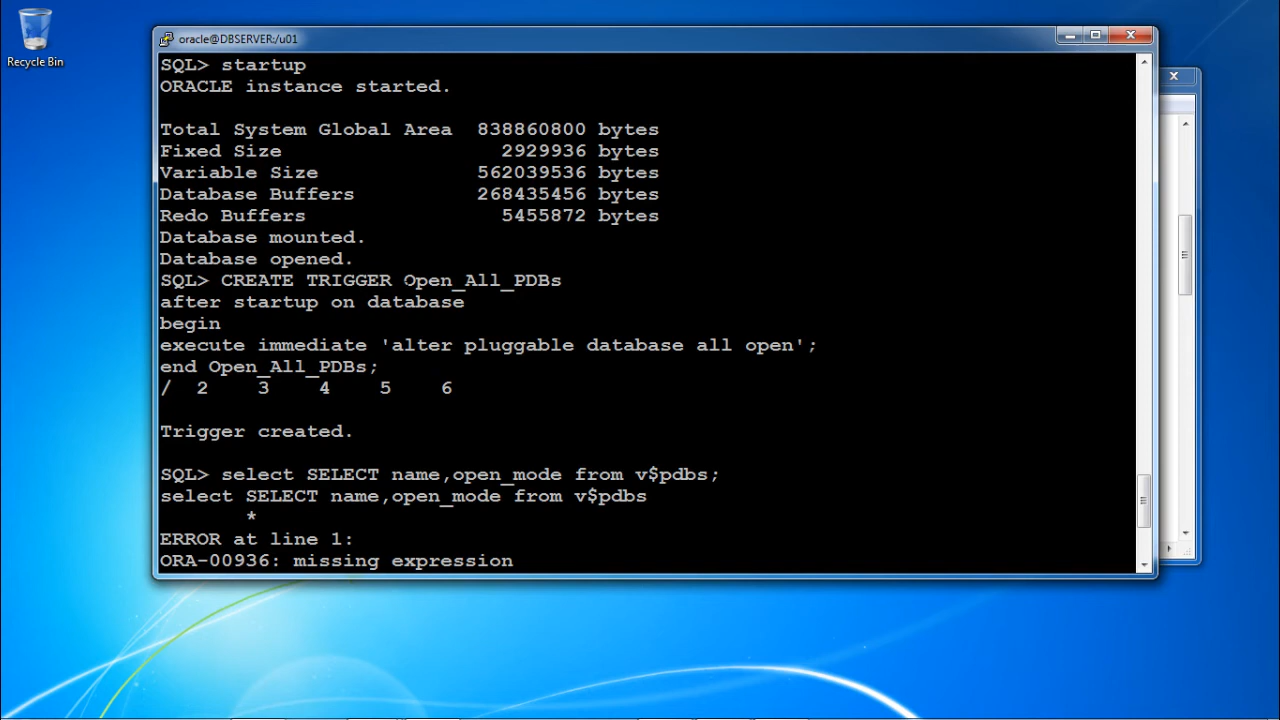 Recycle Bin
oracle@DBSERVER:/u01
SQL> startup
ORACLE instance started.
Total System Global Area 838860800 bytes
Fixed Size 2929936 bytes
Variable Size 562039536 bytes
Database Buffers 268435456 bytes
Redo Buffers 5455872 bytes
Database mounted.
Database opened.
SQL> CREATE TRIGGER Open_All_PDBs
after startup on database
begin
execute immediate 'alter pluggable database all open';
end Open_All_PDBs;
/ 2 3 4 5 6
Trigger created.
SQL> select SELECT name,open_mode from v$pdbs;
select SELECT name,open_mode from v$pdbs
*
ERROR at line 1:
ORA-00936: missing expression